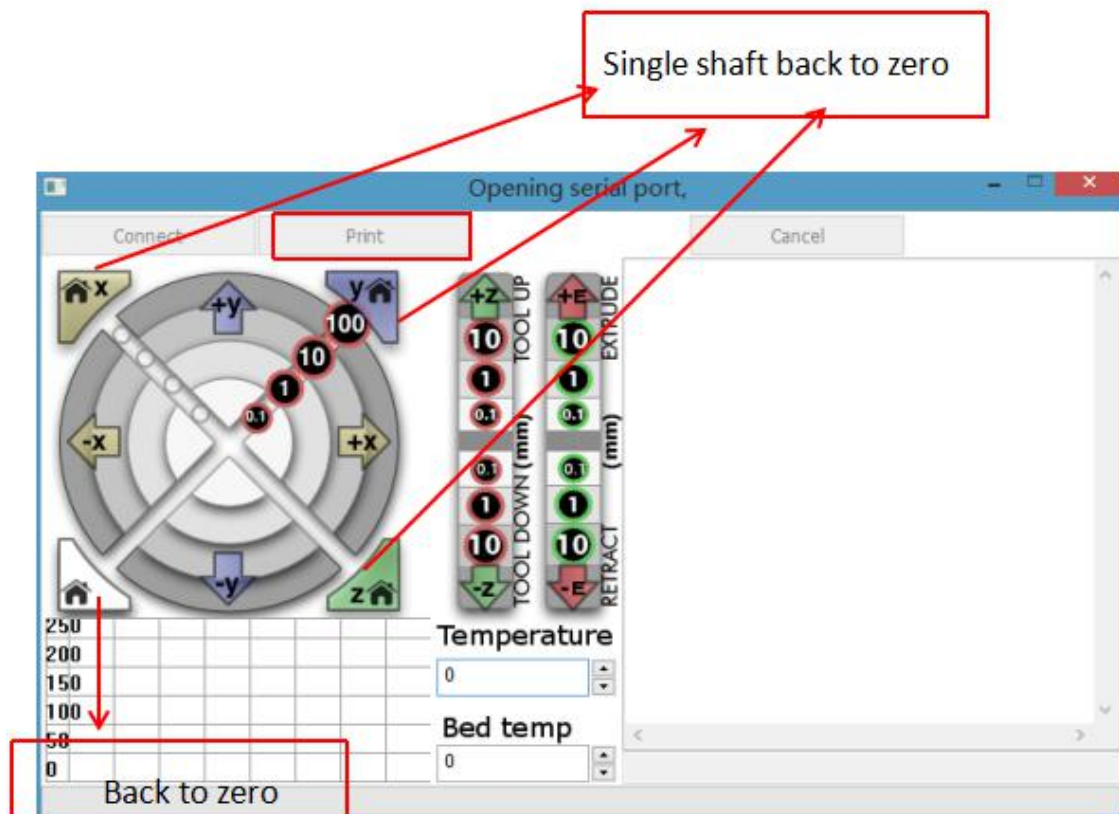 Single shaft back to zero
Opening serial port,
Connect
Print
Cancel
x
y
+y
100
10
1
0.1
-x
+x
-y
z
+Z
10
1
0.1
0.1
1
10
-Z
TOOL UP
TOOL DOWN (mm)
+E
10
1
0.1
0.1
1
10
-E
EXTRUDE
(mm)
RETRACT
250
200
150
100
50
0
Temperature
0
Bed temp
0
Back to zero